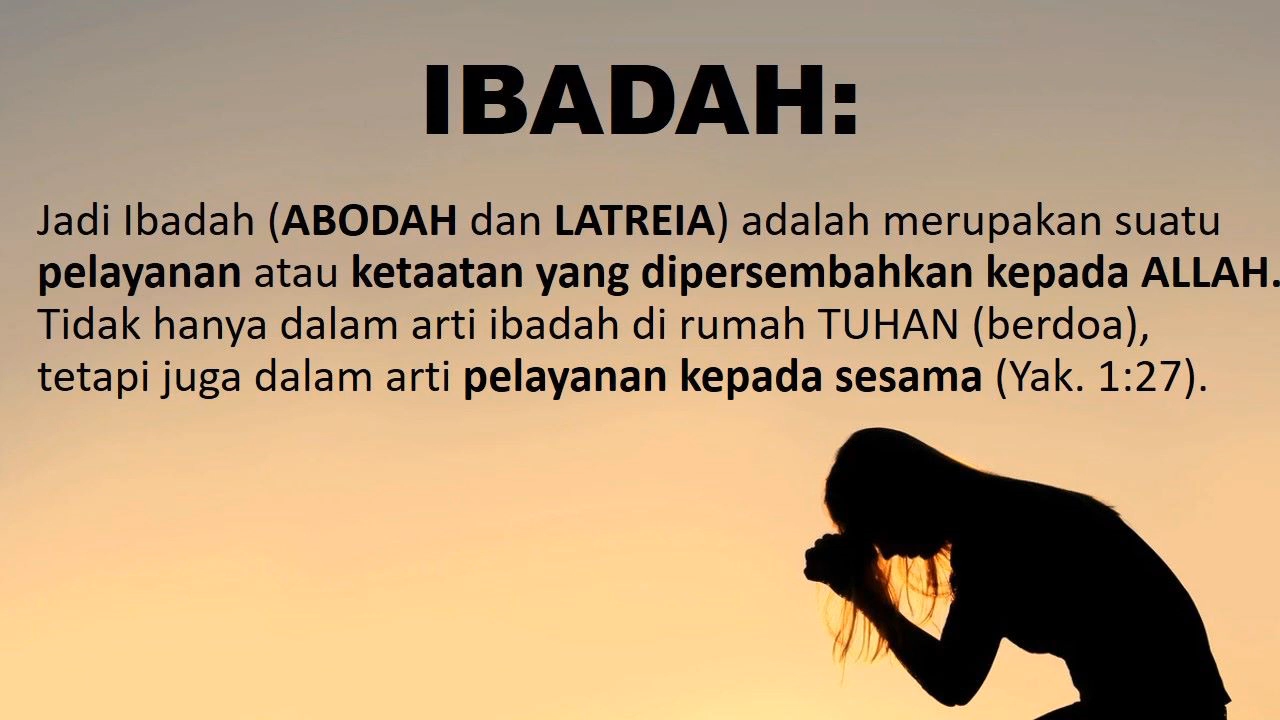 IBADAH:
Jadi Ibadah (ABODAH dan LATREIA) adalah merupakan suatu
pelayanan atau ketaatan yang dipersembahkan kepada ALLAH.
Tidak hanya dalam arti ibadah di rumah TUHAN (berdoa),
tetapi juga dalam arti pelayanan kepada sesama (Yak. 1:27).